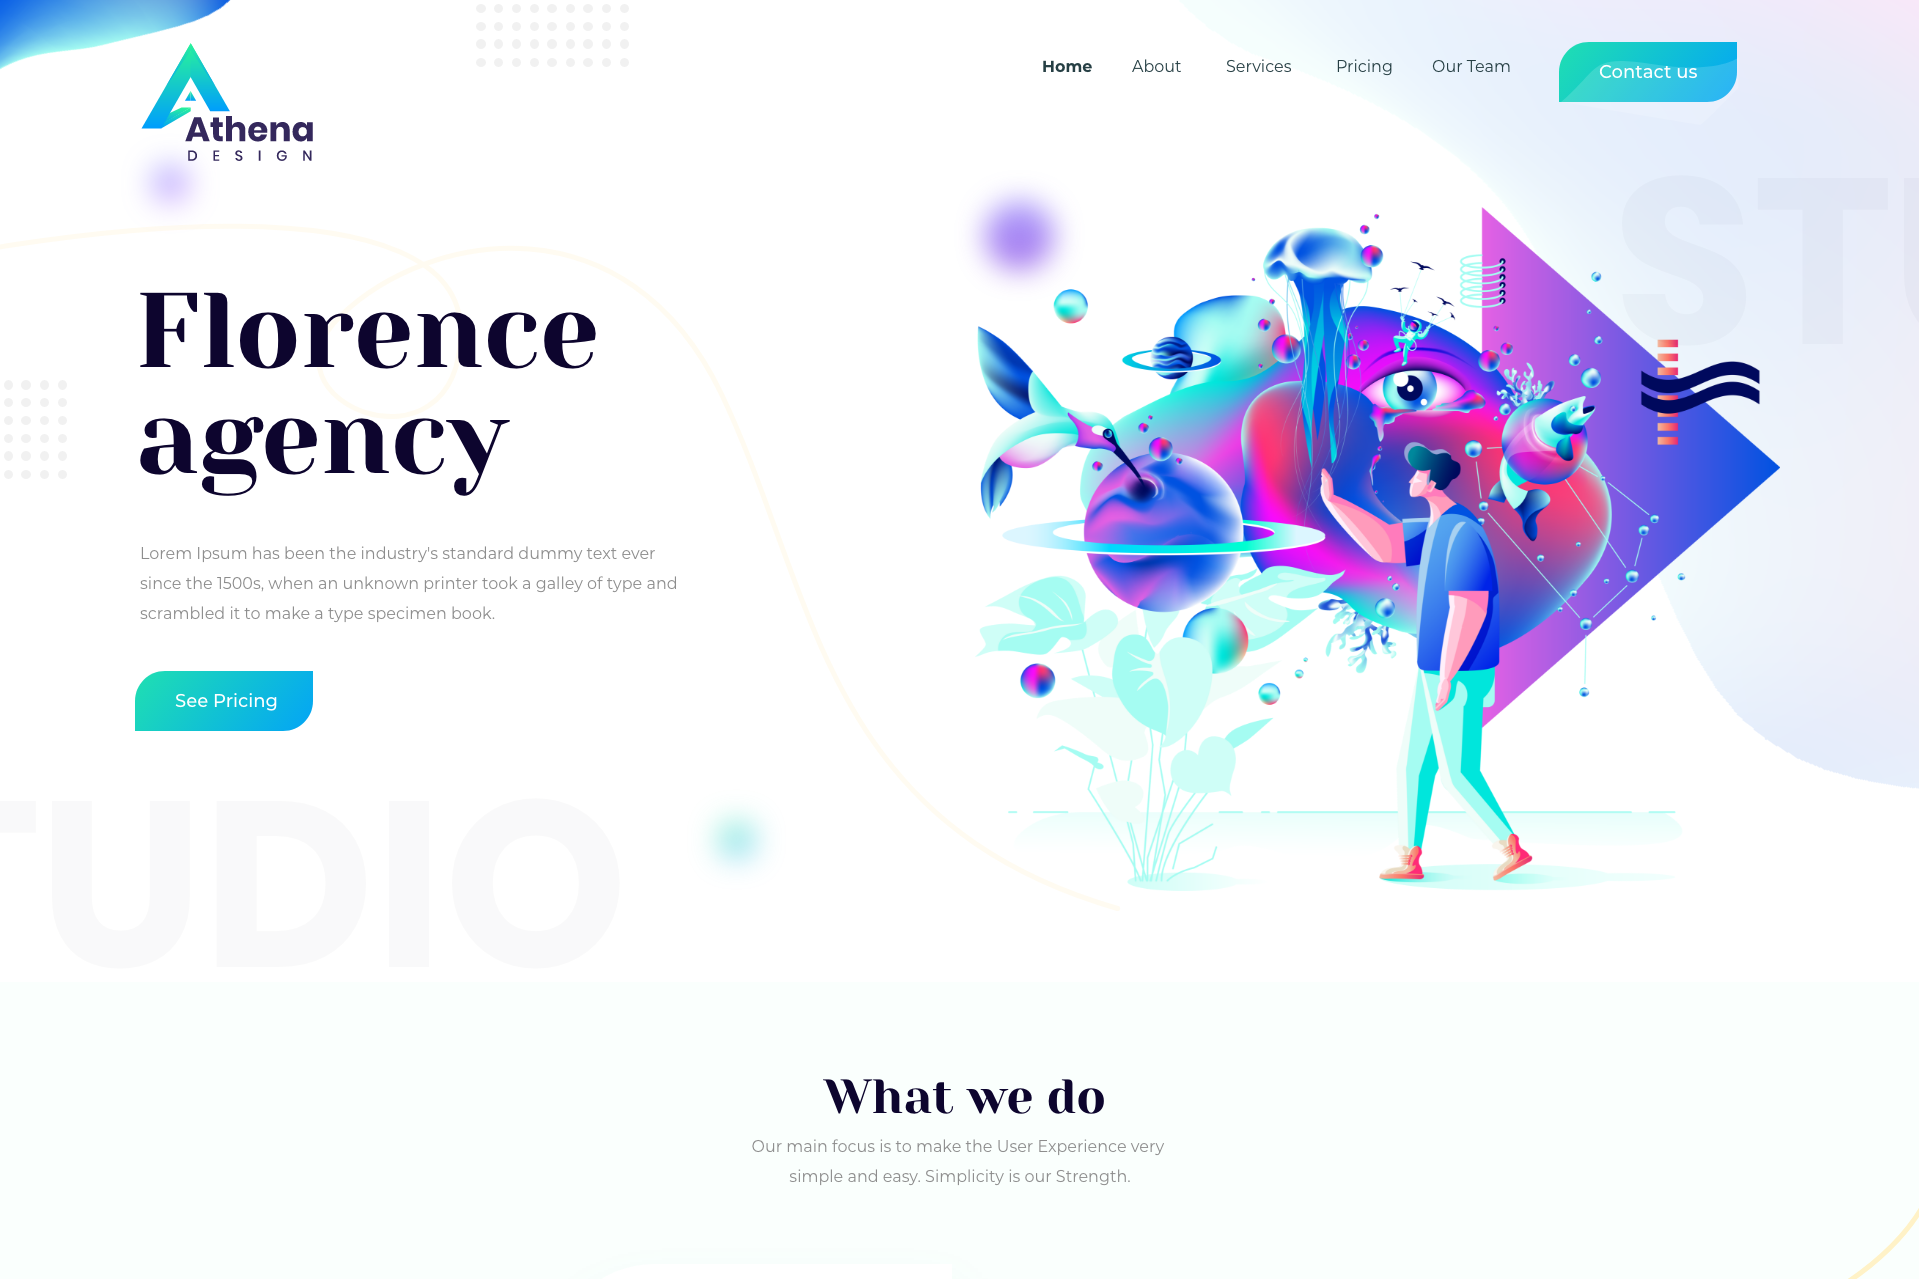 Athena
DESIGN
Home
About
Services
Pricing
Our Team
Contact us
ST
Florence
agency
Lorem Ipsum has been the industry's standard dummy text ever
since the 1500s, when an unknown printer took a galley of type and
scrambled it to make a type specimen book.
See Pricing
TUDIO
What we do
Our main focus is to make the User Experience very
simple and easy. Simplicity is our Strength.